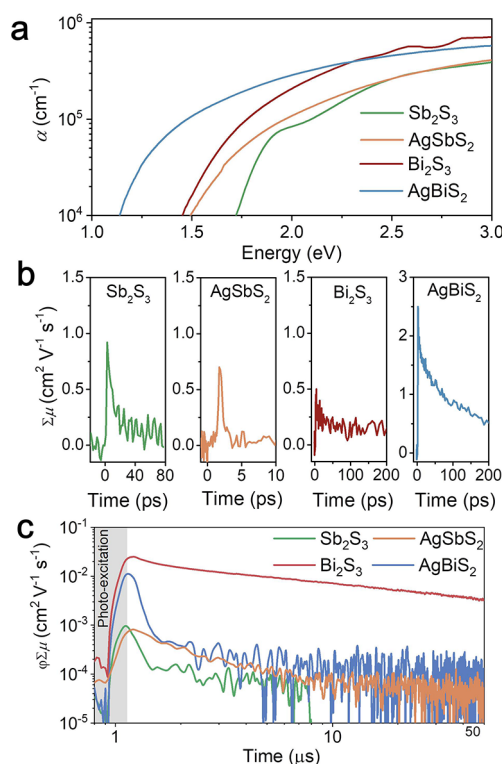 a
α (cm⁻¹)
10⁶
10⁵
10⁴
Sb₂S₃
AgSbS₂
Bi₂S₃
AgBiS₂
1.0 1.5 2.0 2.5 3.0
Energy (eV)
b
Σμ (cm² V⁻¹ s⁻¹)
1.5
1.0
0.5
0.0
Sb₂S₃
0 40 80
Time (ps)
1.5
1.0
0.5
0.0
AgSbS₂
0 5 10
Time (ps)
1.5
1.0
0.5
0.0
Bi₂S₃
0 100 200
Time (ps)
3
2
1
0
AgBiS₂
0 100 200
Time (ps)
c
φΣμ (cm² V⁻¹ s⁻¹)
10⁻¹
10⁻²
10⁻³
10⁻⁴
10⁻⁵
Photo-excitation
Sb₂S₃ AgSbS₂
Bi₂S₃ AgBiS₂
1 10 50
Time (μs)